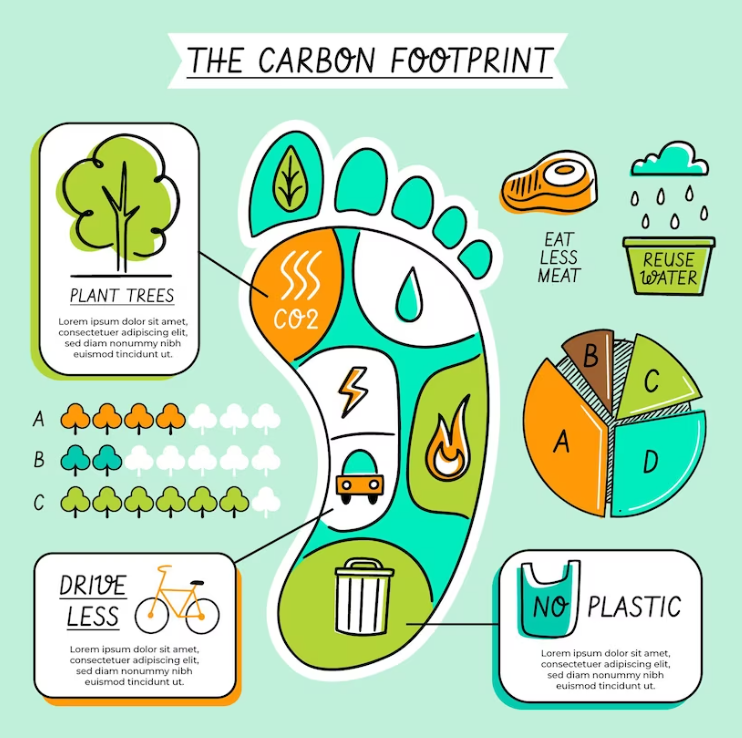 THE CARBON FOOTPRINT
PLANT TREES
Lorem ipsum dolor sit amet,
consectetuer adipiscing elit,
sed diam nonummy nibh
euismod tincidunt ut.
CO2
EAT
LESS
MEAT
REUSE
WATER
A
B
C
B
C
A
D
DRIVE
LESS
Lorem ipsum dolor sit amet,
consectetuer adipiscing elit,
sed diam nonummy nibh
euismod tincidunt ut.
NO PLASTIC
Lorem ipsum dolor sit amet,
consectetuer adipiscing elit,
sed diam nonummy nibh
euismod tincidunt ut.